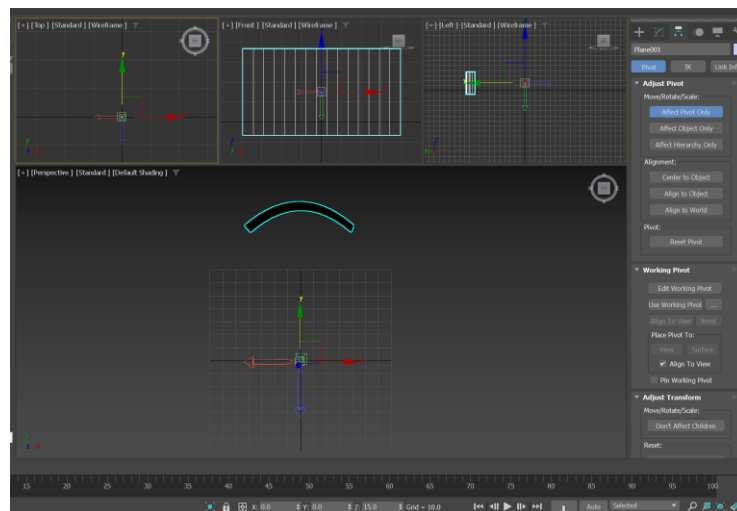 [+] [Top ] [Standard ] [Wireframe ]
[+] [Front ] [Standard ] [Wireframe ]
[+] [Left ] [Standard ] [Wireframe ]
y
y
[+] [Perspective ] [Standard ] [Default Shading ]
y
Plane001
Pivot IK Link Inf
Adjust Pivot
Move/Rotate/Scale:
Affect Pivot Only
Affect Object Only
Affect Hierarchy Only
Alignment:
Center to Object
Align to Object
Align to World
Pivot:
Reset Pivot
Working Pivot
Edit Working Pivot
Use Working Pivot ...
Align To View Reset
Place Pivot To:
View Surface
Align To View
Pin Working Pivot
Adjust Transform
Move/Rotate/Scale:
Don't Affect Children
Reset:
15 20 25 30 35 40 45 50 55 60 65 70 75 80 85 90 95 100
X: 0.0 Y: 0.0 Z: 15.0 Grid = 10.0 Auto Selected